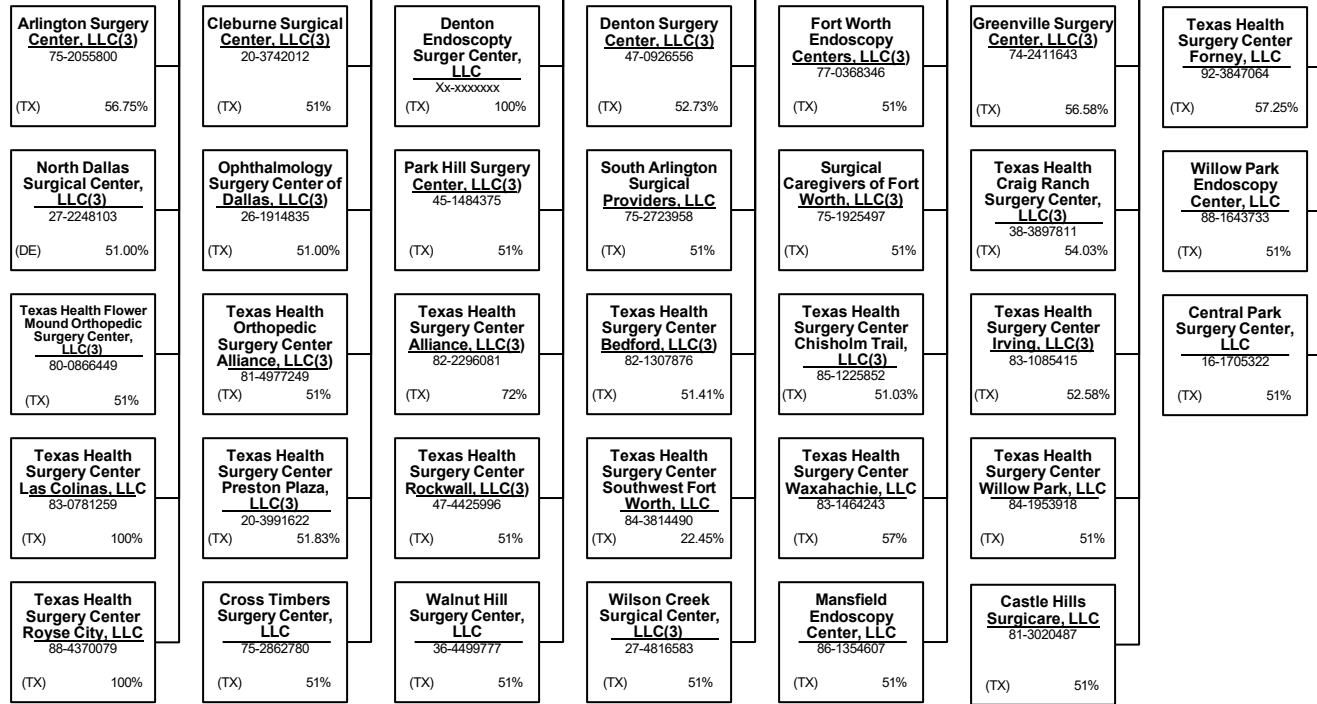 Arlington Surgery
Center, LLC(3)
75-2055800
(TX) 56.75%
Cleburne Surgical
Center, LLC(3)
20-3742012
(TX) 51%
Denton
Endoscopty
Surger Center,
LLC
Xx-xxxxxxx
(TX) 100%
Denton Surgery
Center, LLC(3)
47-0926556
(TX) 52.73%
Fort Worth
Endoscopy
Centers, LLC(3)
77-0368346
(TX) 51%
Greenville Surgery
Center, LLC(3)
74-2411643
(TX) 56.58%
Texas Health
Surgery Center
Forney, LLC
92-3847064
(TX) 57.25%
North Dallas
Surgical Center,
LLC(3)
27-2248103
(DE) 51.00%
Ophthalmology
Surgery Center of
Dallas, LLC(3)
26-1914835
(TX) 51.00%
Park Hill Surgery
Center, LLC(3)
45-1484375
(TX) 51%
South Arlington
Surgical
Providers, LLC
75-2723958
(TX) 51%
Surgical
Caregivers of Fort
Worth, LLC(3)
75-1925497
(TX) 51%
Texas Health
Craig Ranch
Surgery Center,
LLC(3)
38-3897811
(TX) 54.03%
Willow Park
Endoscopy
Center, LLC
88-1643733
(TX) 51%
Texas Health Flower
Mound Orthopedic
Surgery Center,
LLC(3)
80-0866449
(TX) 51%
Texas Health
Orthopedic
Surgery Center
Alliance, LLC(3)
81-4977249
(TX) 51%
Texas Health
Surgery Center
Alliance, LLC(3)
82-2296081
(TX) 72%
Texas Health
Surgery Center
Bedford, LLC(3)
82-1307876
(TX) 51.41%
Texas Health
Surgery Center
Chisholm Trail,
LLC(3)
85-1225852
(TX) 51.03%
Texas Health
Surgery Center
Irving, LLC(3)
83-1085415
(TX) 52.58%
Central Park
Surgery Center,
LLC
16-1705322
(TX) 51%
Texas Health
Surgery Center
Las Colinas, LLC
83-0781259
(TX) 100%
Texas Health
Surgery Center
Preston Plaza,
LLC(3)
20-3991622
(TX) 51.83%
Texas Health
Surgery Center
Rockwall, LLC(3)
47-4425996
(TX) 51%
Texas Health
Surgery Center
Southwest Fort
Worth, LLC
84-3814490
(TX) 22.45%
Texas Health
Surgery Center
Waxahachie, LLC
83-1464243
(TX) 57%
Texas Health
Surgery Center
Willow Park, LLC
84-1953918
(TX) 51%
Texas Health
Surgery Center
Royse City, LLC
88-4370079
(TX) 100%
Cross Timbers
Surgery Center,
LLC
75-2862780
(TX) 51%
Walnut Hill
Surgery Center,
LLC
36-4499777
(TX) 51%
Wilson Creek
Surgical Center,
LLC(3)
27-4816583
(TX) 51%
Mansfield
Endoscopy
Center, LLC
86-1354607
(TX) 51%
Castle Hills
Surgicare, LLC
81-3020487
(TX) 51%